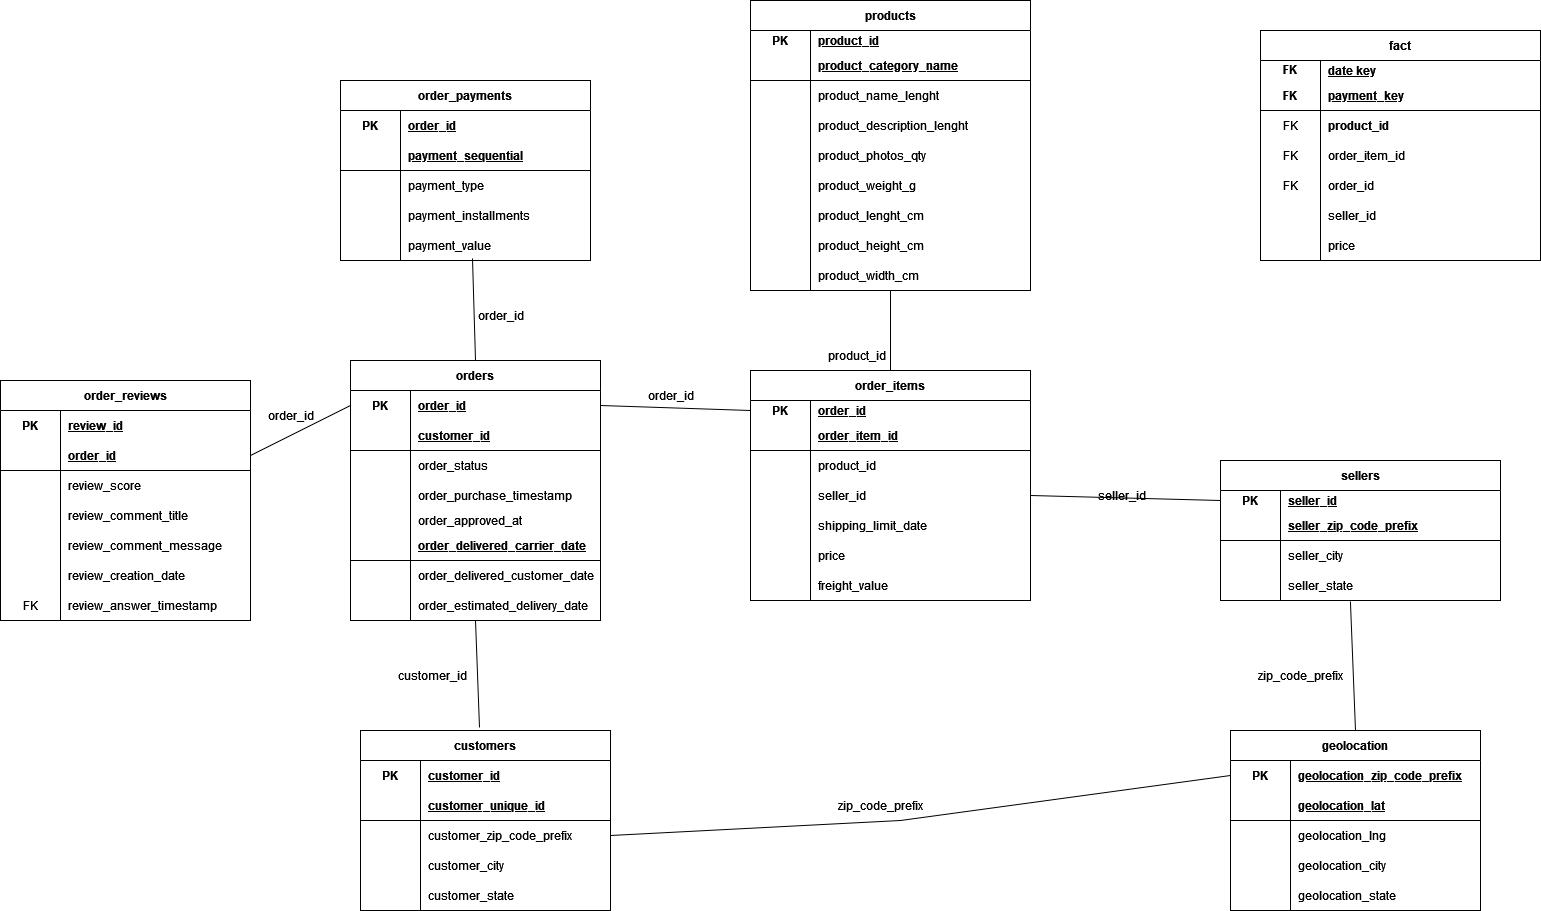 products
PK product_id
product_category_name
product_name_lenght
product_description_lenght
product_photos_qty
product_weight_g
product_lenght_cm
product_height_cm
product_width_cm
fact
FK date key
FK payment_key
FK product_id
FK order_item_id
FK order_id
seller_id
price
order_payments
PK order_id
payment_sequential
payment_type
payment_installments
payment_value
order_id
product_id
order_reviews
PK review_id
order_id
review_score
review_comment_title
review_comment_message
review_creation_date
FK review_answer_timestamp
order_id
orders
PK order_id
customer_id
order_status
order_purchase_timestamp
order_approved_at
order_delivered_carrier_date
order_delivered_customer_date
order_estimated_delivery_date
order_id
order_items
PK order_id
order_item_id
product_id
seller_id
shipping_limit_date
price
freight_value
seller_id
sellers
PK seller_id
seller_zip_code_prefix
seller_city
seller_state
customer_id
zip_code_prefix
customers
PK customer_id
customer_unique_id
customer_zip_code_prefix
customer_city
customer_state
zip_code_prefix
geolocation
PK geolocation_zip_code_prefix
geolocation_lat
geolocation_lng
geolocation_city
geolocation_state